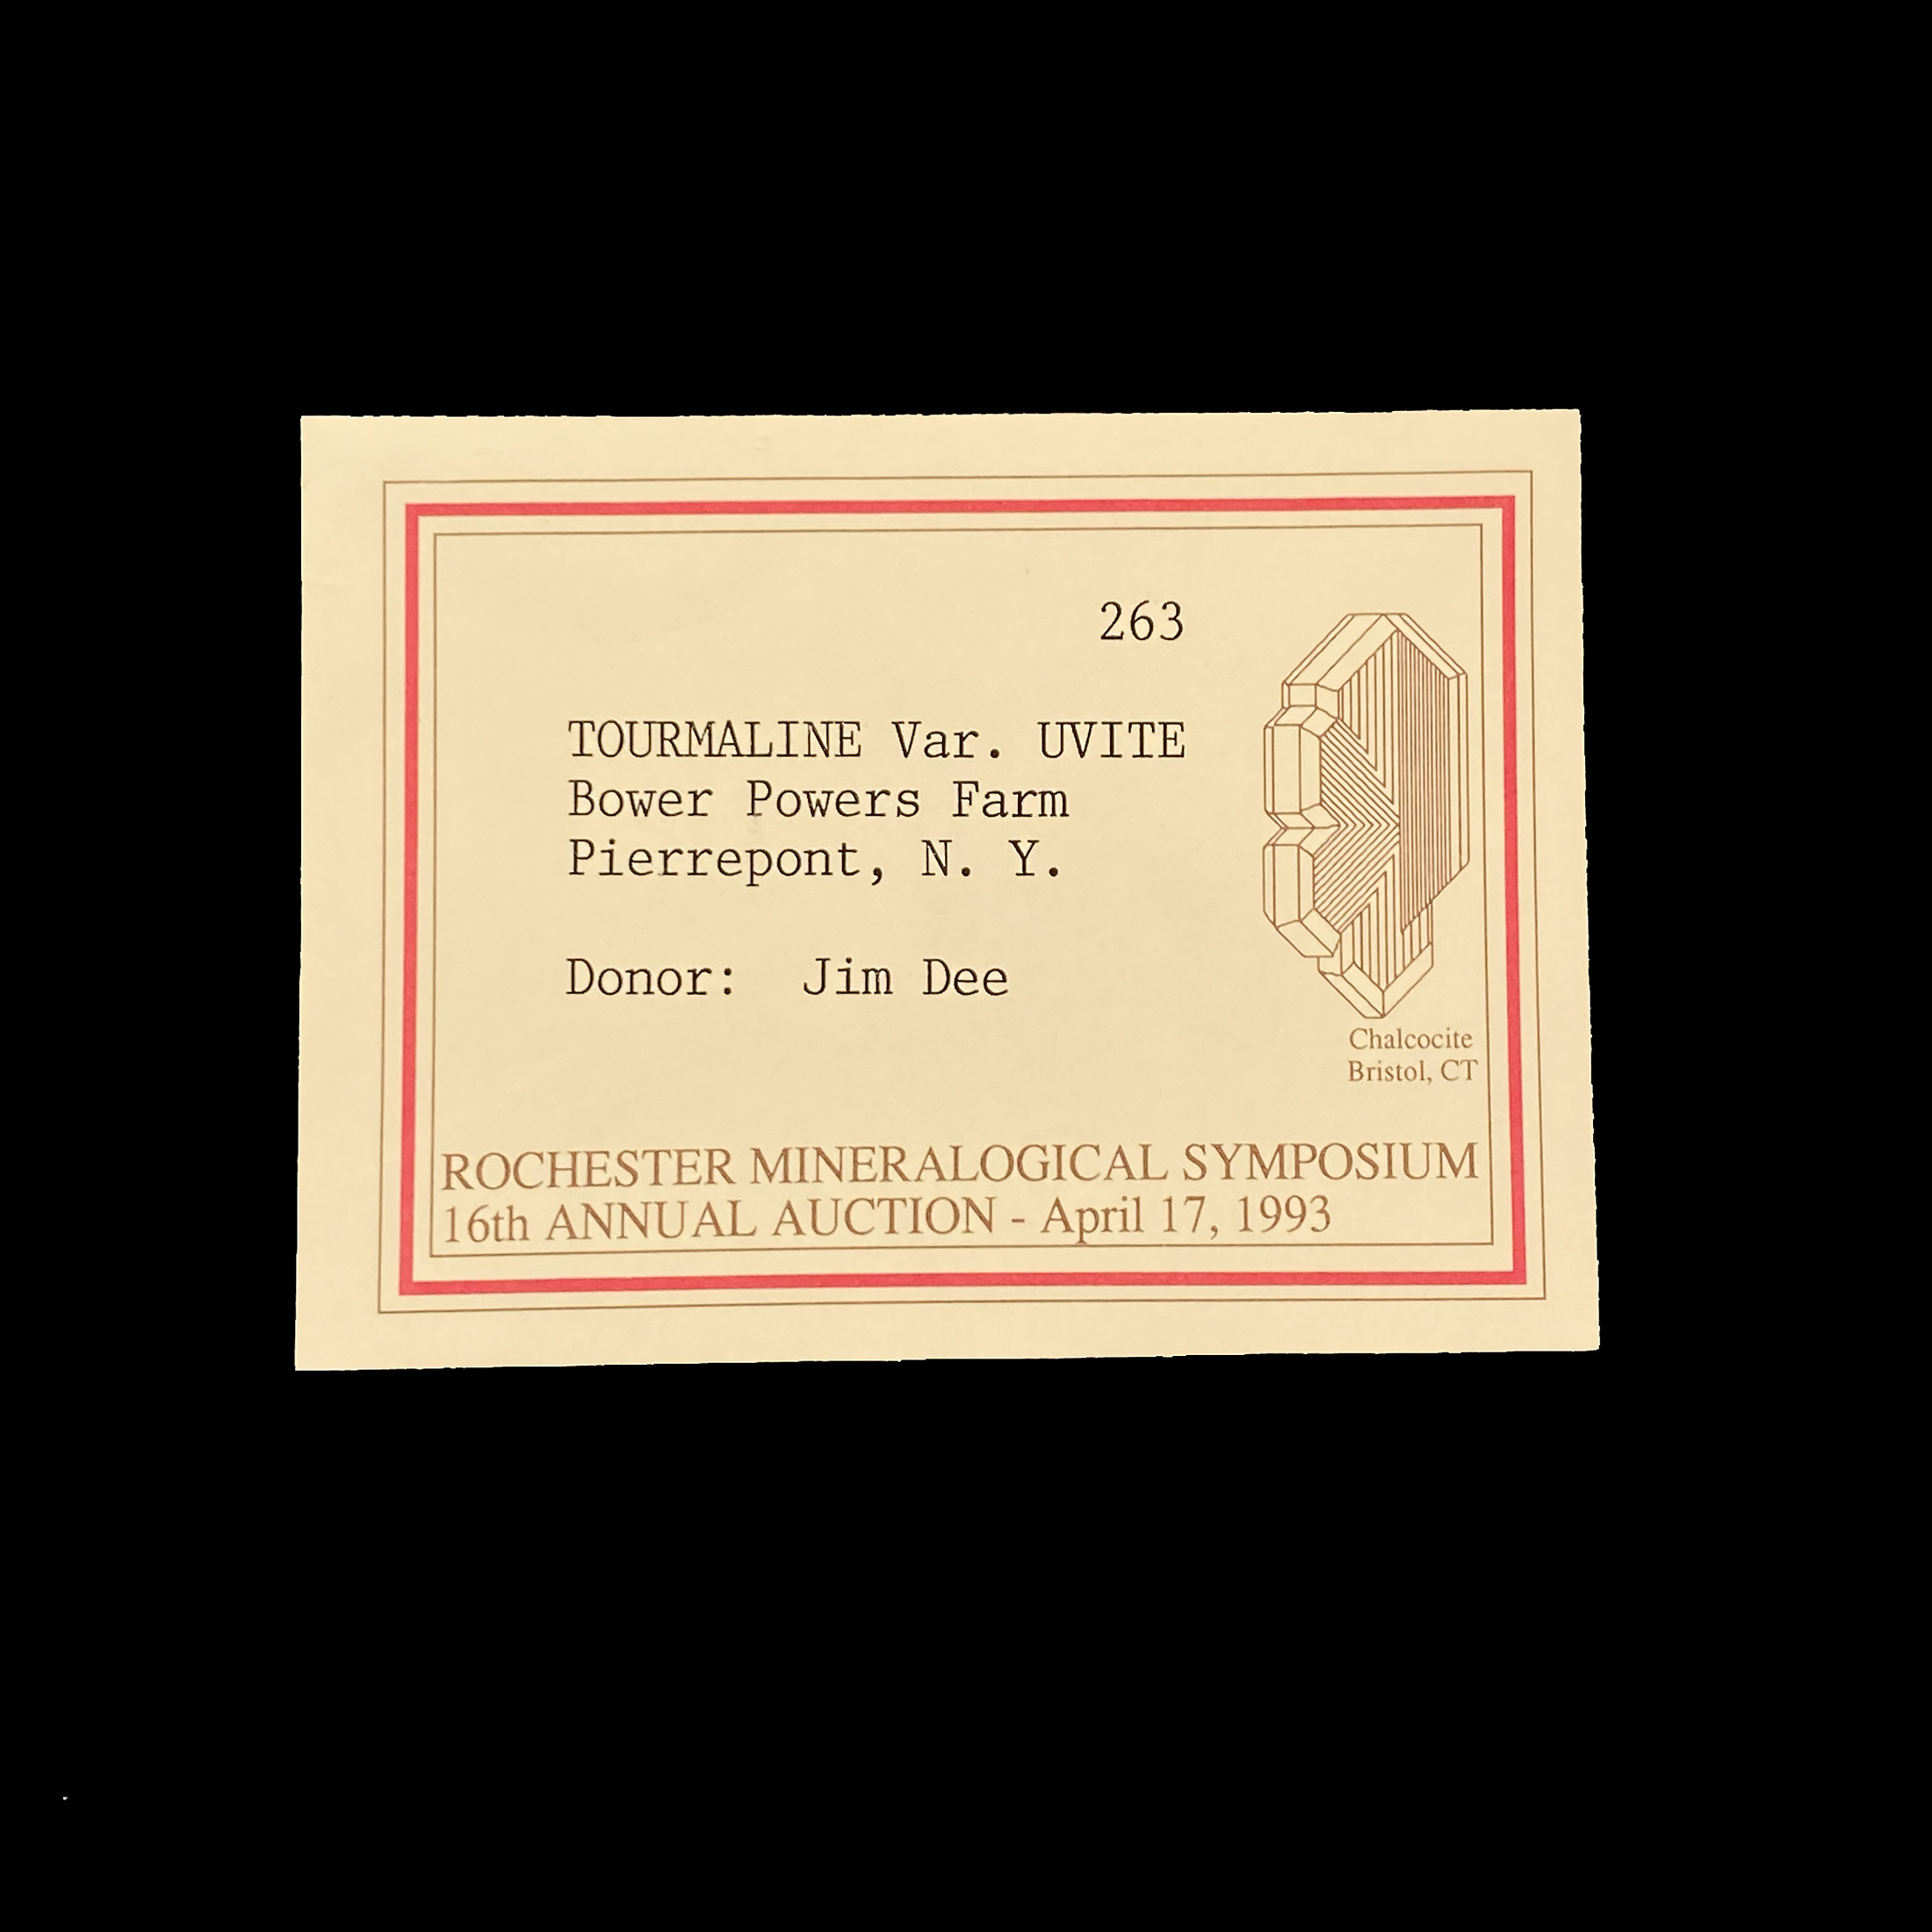 263
TOURMALINE Var. UVITE
Bower Powers Farm
Pierrepont, N. Y.
Donor: Jim Dee
Chalcocite
Bristol, CT
ROCHESTER MINERALOGICAL SYMPOSIUM
16th ANNUAL AUCTION - April 17, 1993